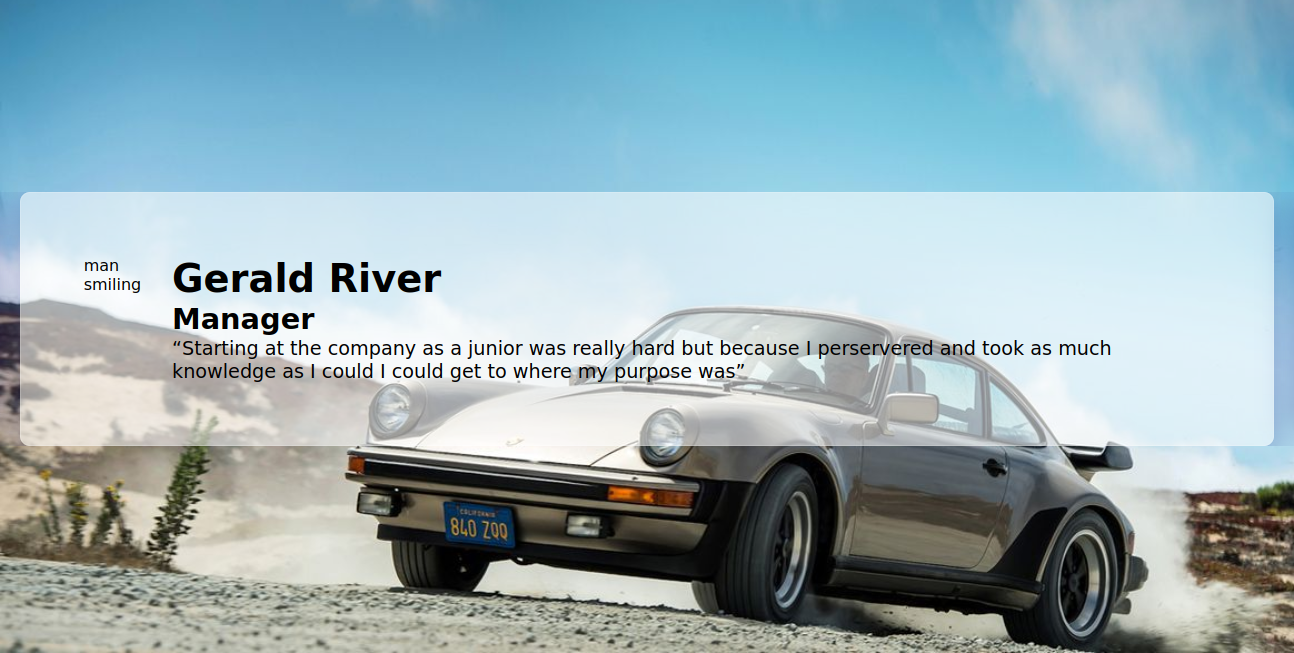 man
smiling
Gerald River
Manager
“Starting at the company as a junior was really hard but because I perservered and took as much
knowledge as I could I could get to where my purpose was”
CALIFORNIA
840 ZQQ